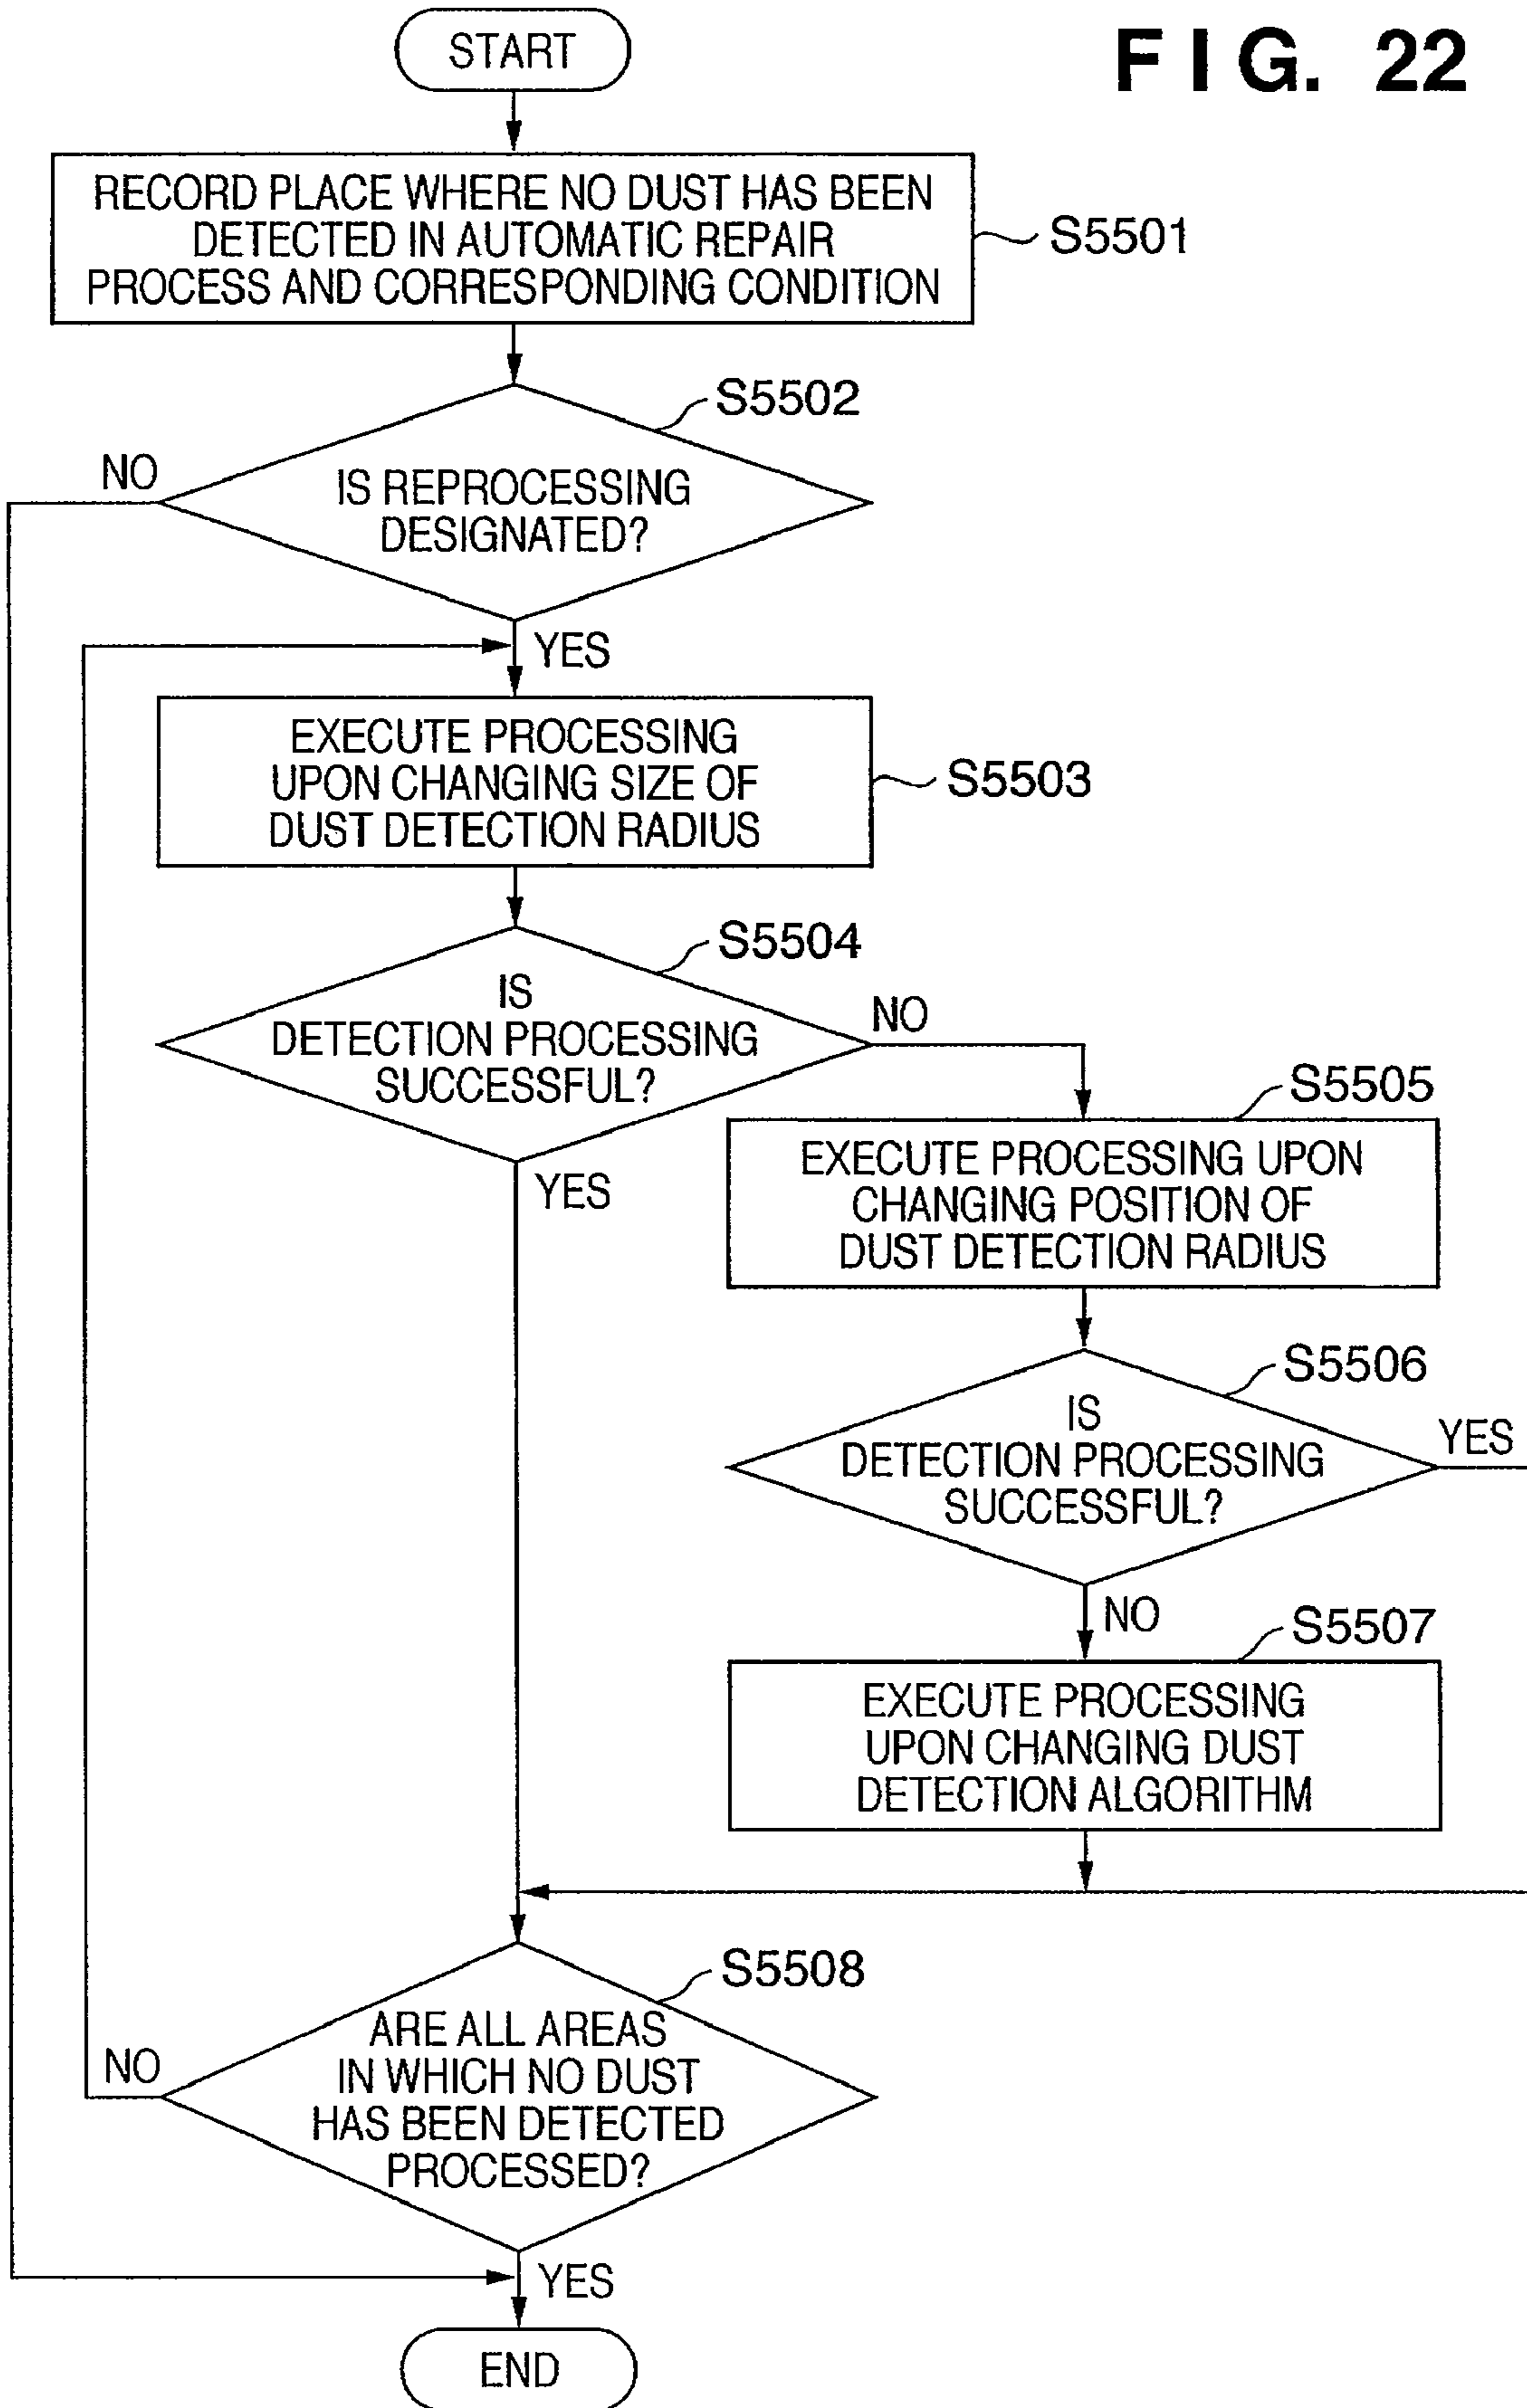 FIG. 22
START
RECORD PLACE WHERE NO DUST HAS BEEN
DETECTED IN AUTOMATIC REPAIR
PROCESS AND CORRESPONDING CONDITION
S5501
S5502
NO
IS REPROCESSING
DESIGNATED?
YES
EXECUTE PROCESSING
UPON CHANGING SIZE OF
DUST DETECTION RADIUS
S5503
S5504
IS
DETECTION PROCESSING
SUCCESSFUL?
NO
YES
S5505
EXECUTE PROCESSING UPON
CHANGING POSITION OF
DUST DETECTION RADIUS
S5506
IS
DETECTION PROCESSING
SUCCESSFUL?
YES
NO
S5507
EXECUTE PROCESSING
UPON CHANGING DUST
DETECTION ALGORITHM
S5508
ARE ALL AREAS
IN WHICH NO DUST
HAS BEEN DETECTED
PROCESSED?
NO
YES
END